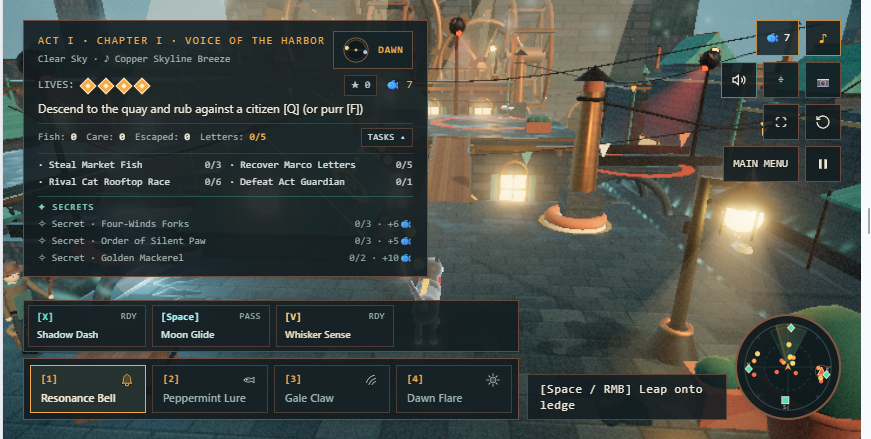 ACT I · CHAPTER I · VOICE OF THE HARBOR
Clear Sky · ♪ Copper Skyline Breeze
DAWN
LIVES:
★ 0
7
Descend to the quay and rub against a citizen [Q] (or purr [F])
Fish: 0 Care: 0 Escaped: 0 Letters: 0/5
TASKS ▴
· Steal Market Fish 0/3 · Recover Marco Letters 0/5
· Rival Cat Rooftop Race 0/6 · Defeat Act Guardian 0/1
✦ SECRETS
✧ Secret · Four-Winds Forks 0/3 · +6
✧ Secret · Order of Silent Paw 0/3 · +5
✧ Secret · Golden Mackerel 0/2 · +10
7
MAIN MENU
[X] RDY
Shadow Dash
[Space] PASS
Moon Glide
[V] RDY
Whisker Sense
[1]
Resonance Bell
[2]
Peppermint Lure
[3]
Gale Claw
[4]
Dawn Flare
[Space / RMB] Leap onto
ledge